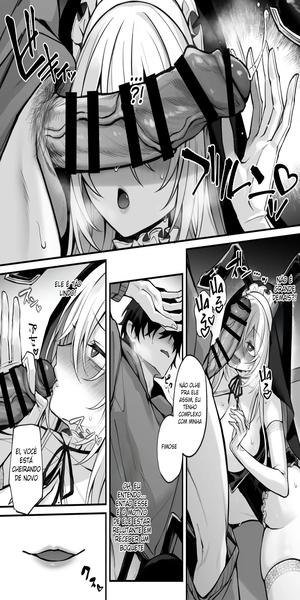 ?!
NÃO É
GRANDE
DEMAIS?!
ELE É TÃO
LINDO!
NÃO OLHE
PRA ELE
ASSIM, EU
TENHO
COMPLEXO
COM MINHA
FIMOSE
EI, VOCÊ
ESTÁ
CHEIRANDO
DE NOVO
OH, EU
ENTENDO...
ENTÃO ESSE
É O MOTIVO
DE ELE ESTAR
RELUTANTE EM
RECEBER UM
BOQUETE